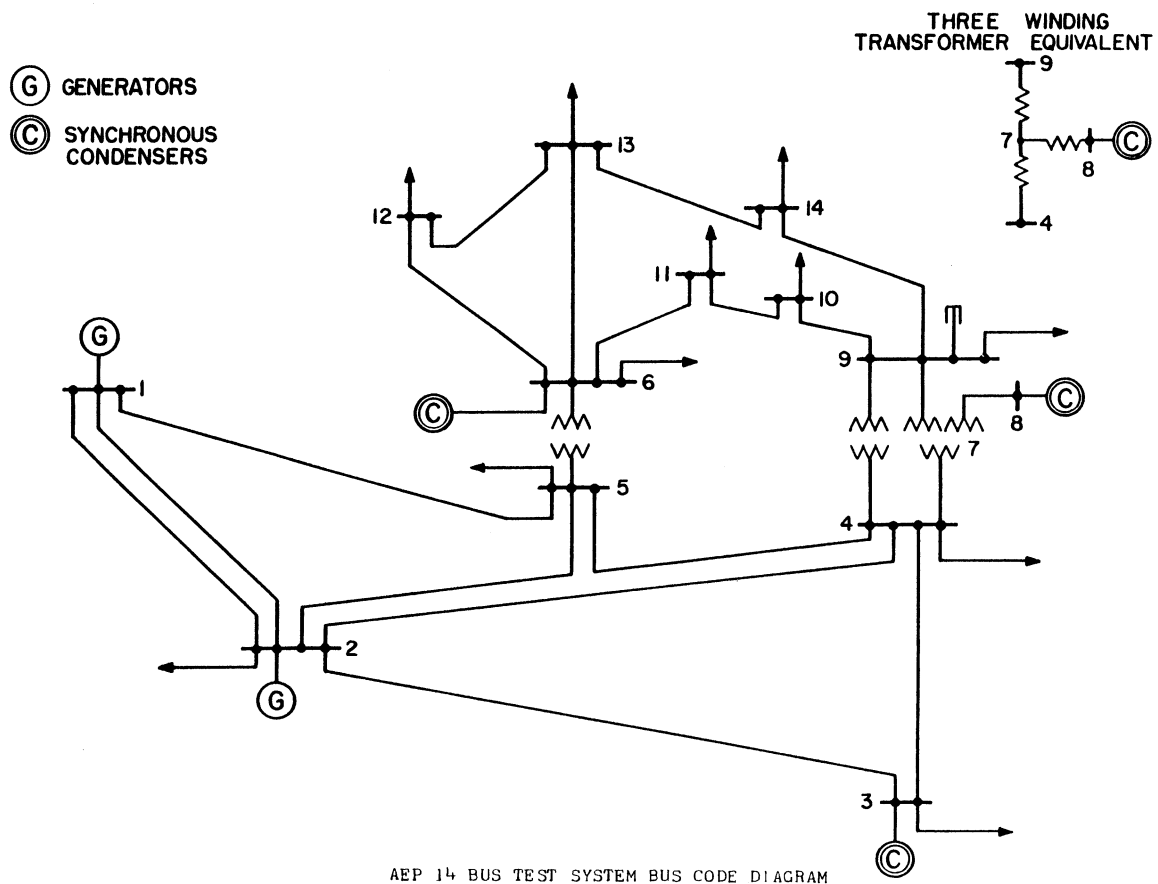 THREE WINDING
TRANSFORMER EQUIVALENT
9
7
C
8
4
G GENERATORS
C SYNCHRONOUS
CONDENSERS
13
12
14
11
10
G
1
9
6
C
8
C
7
5
4
2
G
3
C
AEP 14 BUS TEST SYSTEM BUS CODE DIAGRAM